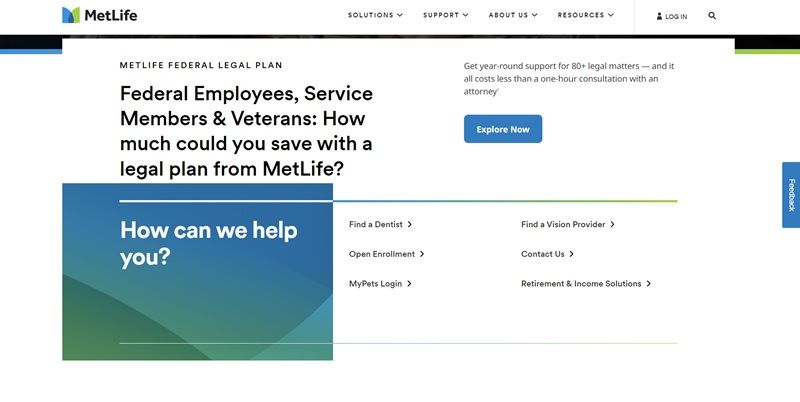 MetLife
SOLUTIONS SUPPORT ABOUT US RESOURCES LOG IN
METLIFE FEDERAL LEGAL PLAN
Federal Employees, Service
Members & Veterans: How
much could you save with a
legal plan from MetLife?
Get year-round support for 80+ legal matters — and it
all costs less than a one-hour consultation with an
attorney¹
Explore Now
Feedback
How can we help
you?
Find a Dentist
Find a Vision Provider
Open Enrollment
Contact Us
MyPets Login
Retirement & Income Solutions